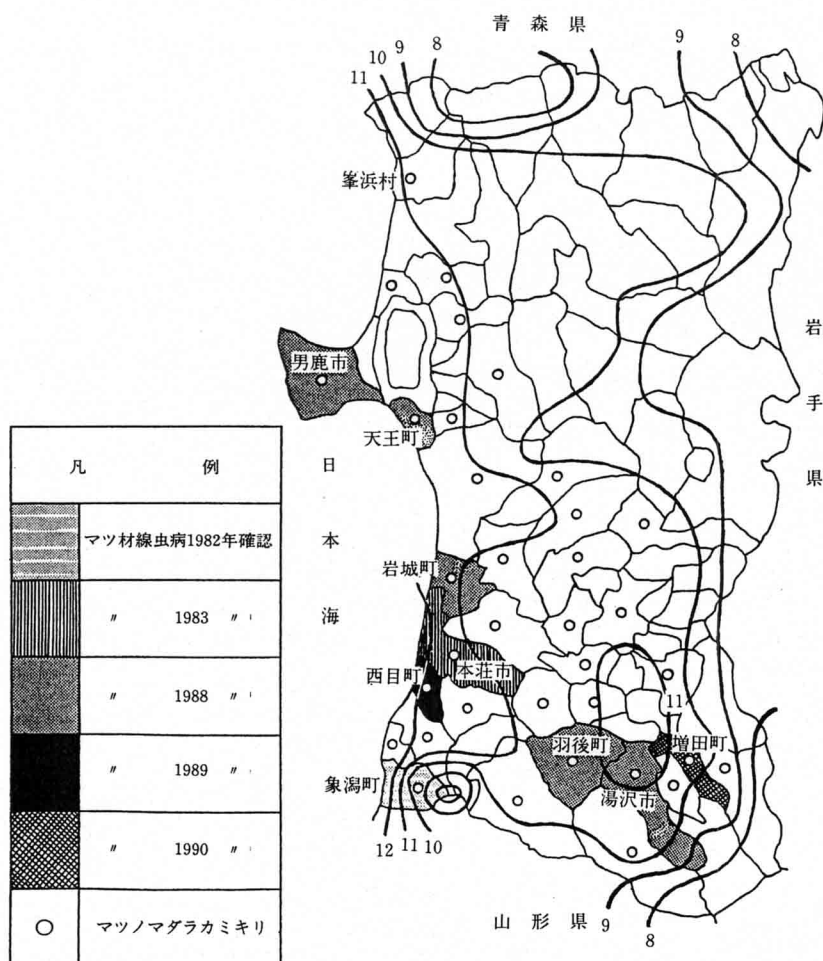 青森県
11
10
9
8
9
8
峯浜村
岩手県
男鹿市
天王町
日本海
岩城町
本荘市
西目町
11
羽後町
増田町
湯沢市
象潟町
12
11
10
9
8
山形県
凡例
マツ材線虫病1982年確認
〃 1983 〃
〃 1988 〃
〃 1989 〃
〃 1990 〃
○ マツノマダラカミキリ